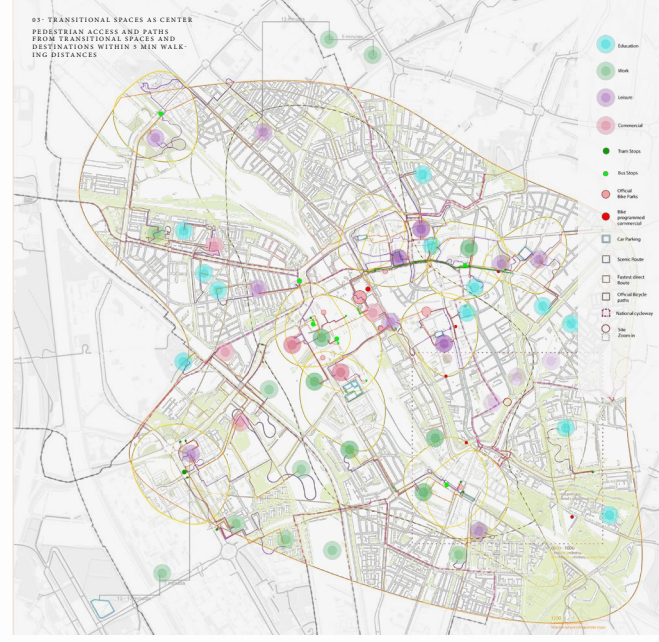 03- TRANSITIONAL SPACES AS CENTER
PEDESTRIAN ACCESS AND PATHS
FROM TRANSITIONAL SPACES AND
DESTINATIONS WITHIN 5 MIN WALK-
ING DISTANCES
Education
Work
Leisure
Commercial
Tram Stops
Bus Stops
Official
Bike Parks
Bike
programmed
commercial
Car Parking
Scenic Route
Fastest direct
Route
Official Bicycle
paths
National cycleway
Site
Zoom in